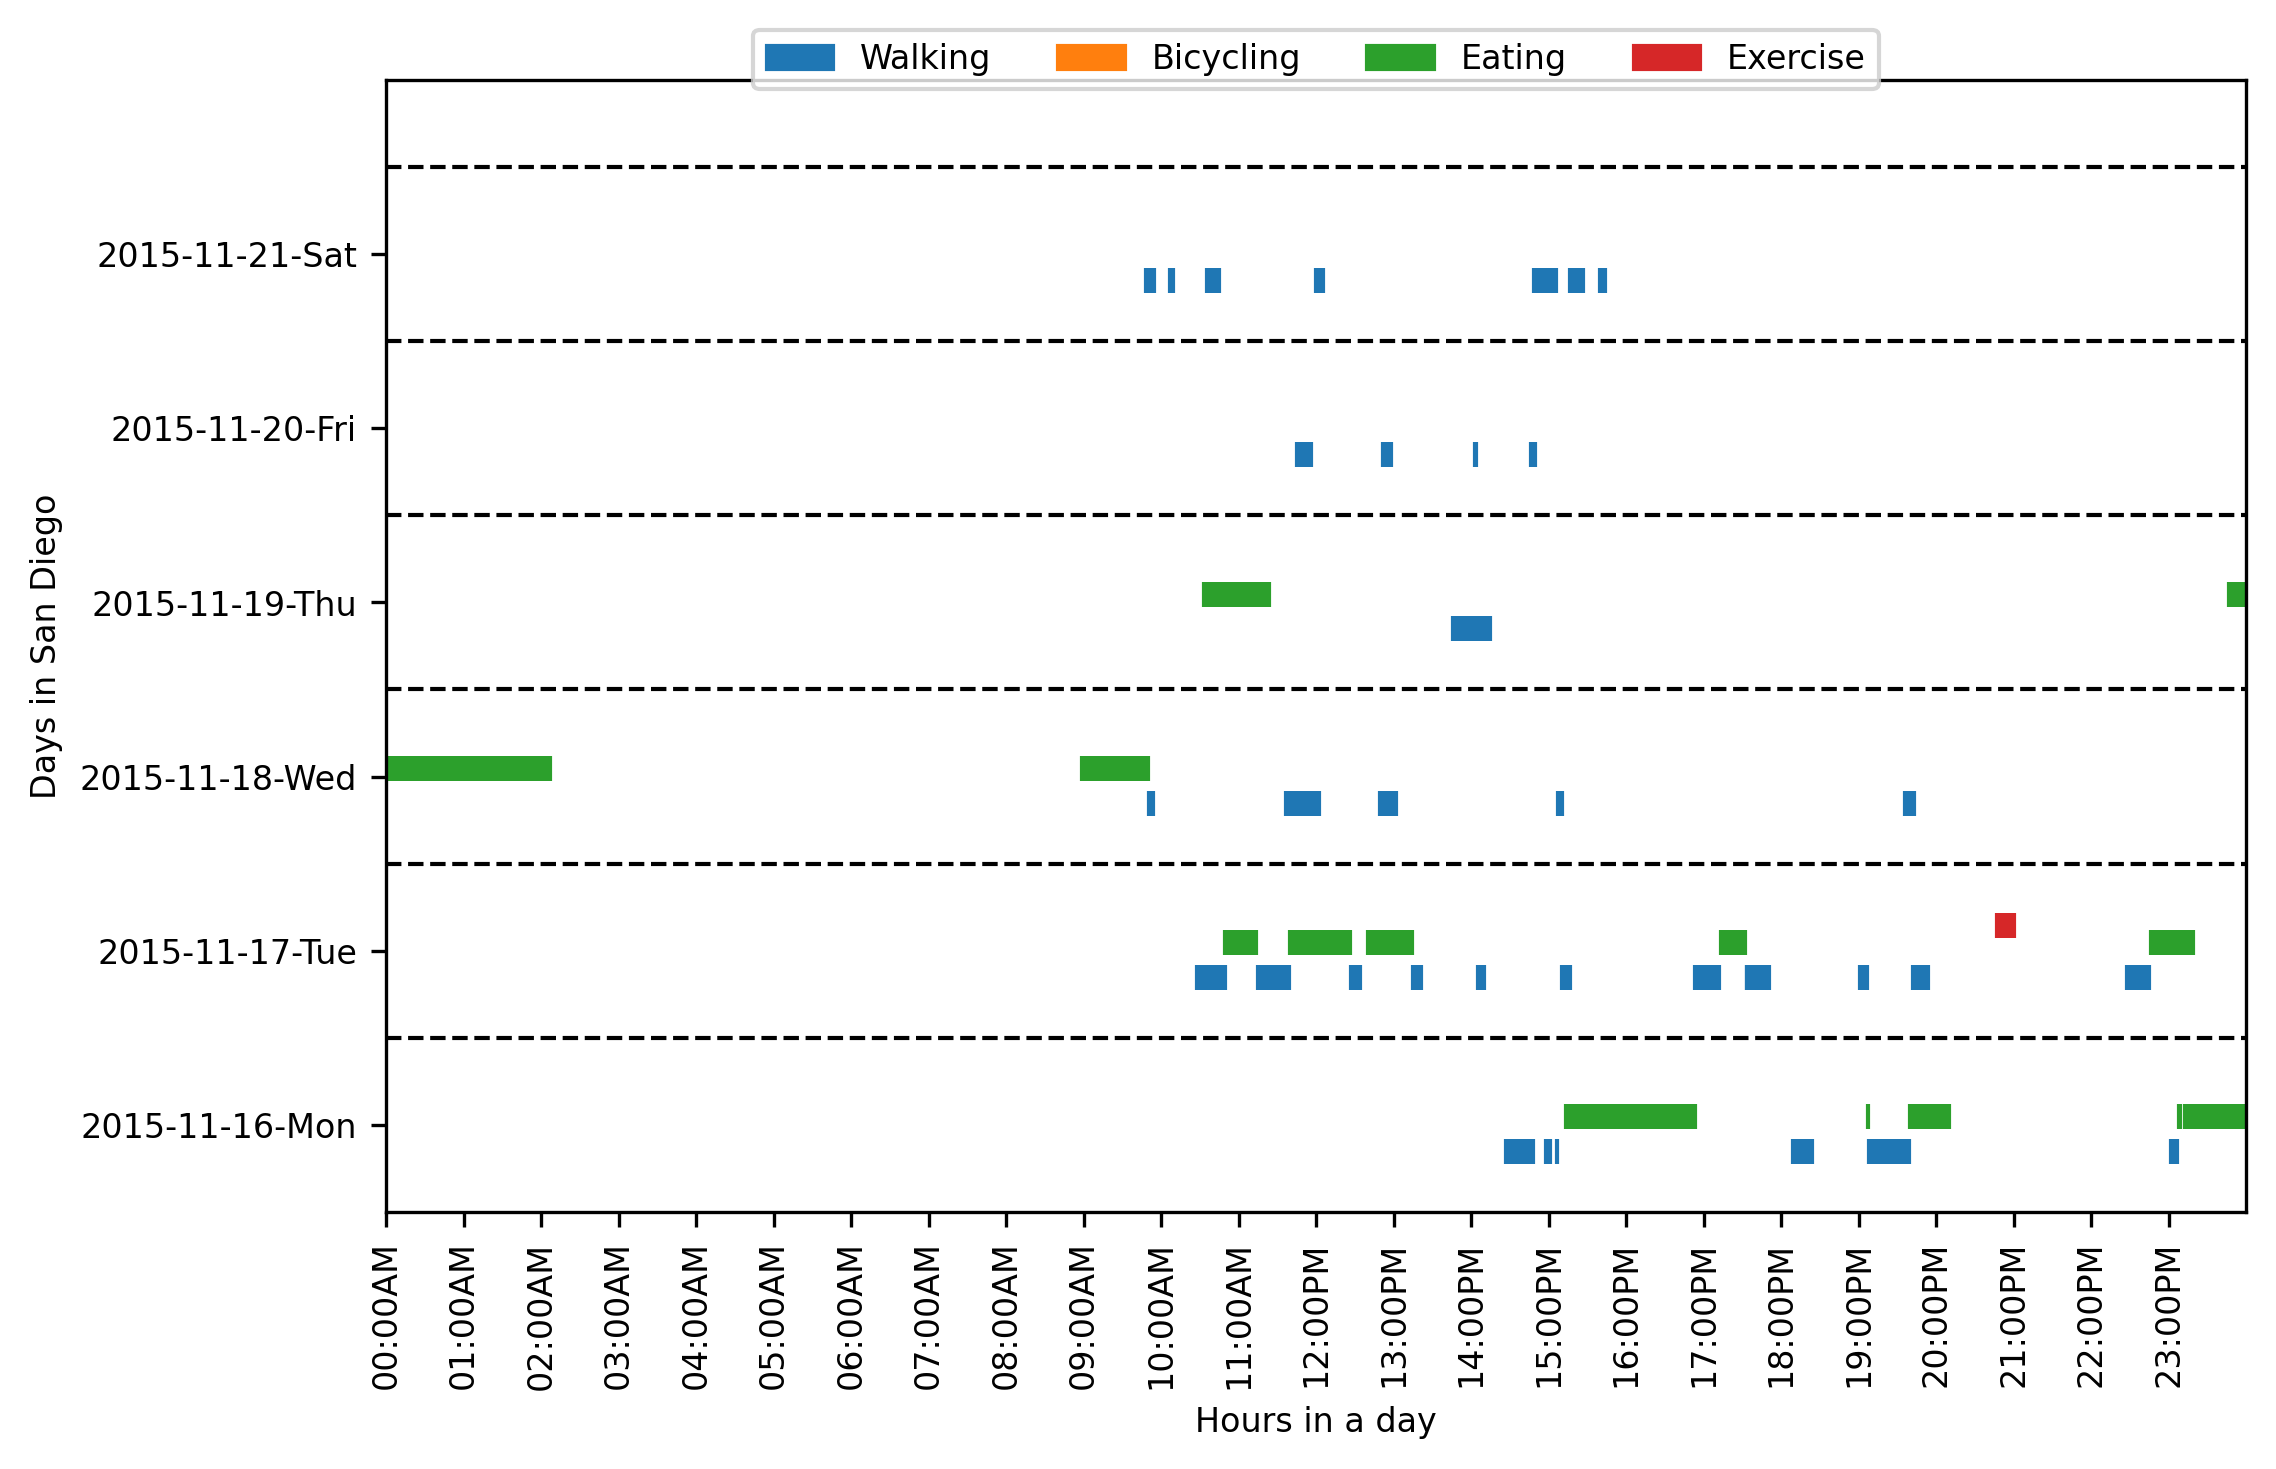 Walking Bicycling Eating Exercise
2015-11-21-Sat
2015-11-20-Fri
2015-11-19-Thu
2015-11-18-Wed
2015-11-17-Tue
2015-11-16-Mon
Days in San Diego
00:00AM
01:00AM
02:00AM
03:00AM
04:00AM
05:00AM
06:00AM
07:00AM
08:00AM
09:00AM
10:00AM
11:00AM
12:00PM
13:00PM
14:00PM
15:00PM
16:00PM
17:00PM
18:00PM
19:00PM
20:00PM
21:00PM
22:00PM
23:00PM
Hours in a day